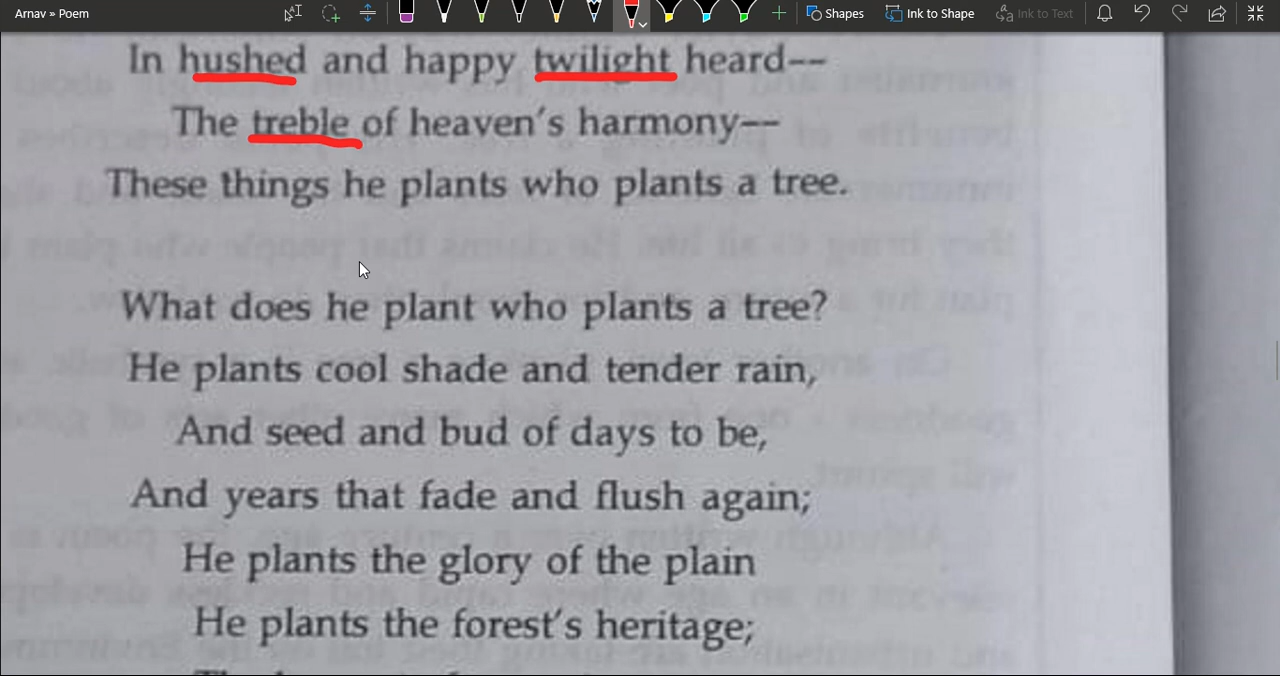 Arnav » Poem
Shapes
Ink to Shape
Ink to Text
In hushed and happy twilight heard--
The treble of heaven's harmony--
These things he plants who plants a tree.
What does he plant who plants a tree?
He plants cool shade and tender rain,
And seed and bud of days to be,
And years that fade and flush again;
He plants the glory of the plain
He plants the forest's heritage;